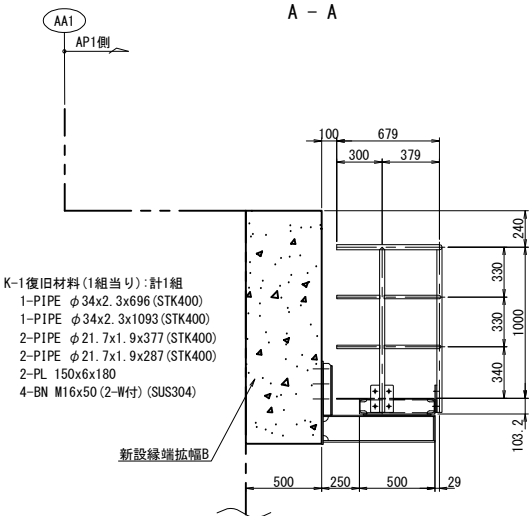 A － A
AA1
AP1側
100
679
300
379
240
330
330
1000
340
103.2
K-1復旧材料(1組当り):計1組
1-PIPE φ34x2.3x696(STK400)
1-PIPE φ34x2.3x1093(STK400)
2-PIPE φ21.7x1.9x377(STK400)
2-PIPE φ21.7x1.9x287(STK400)
2-PL 150x6x180
4-BN M16x50(2-W付)(SUS304)
新設縁端拡幅B
500
250
500
29